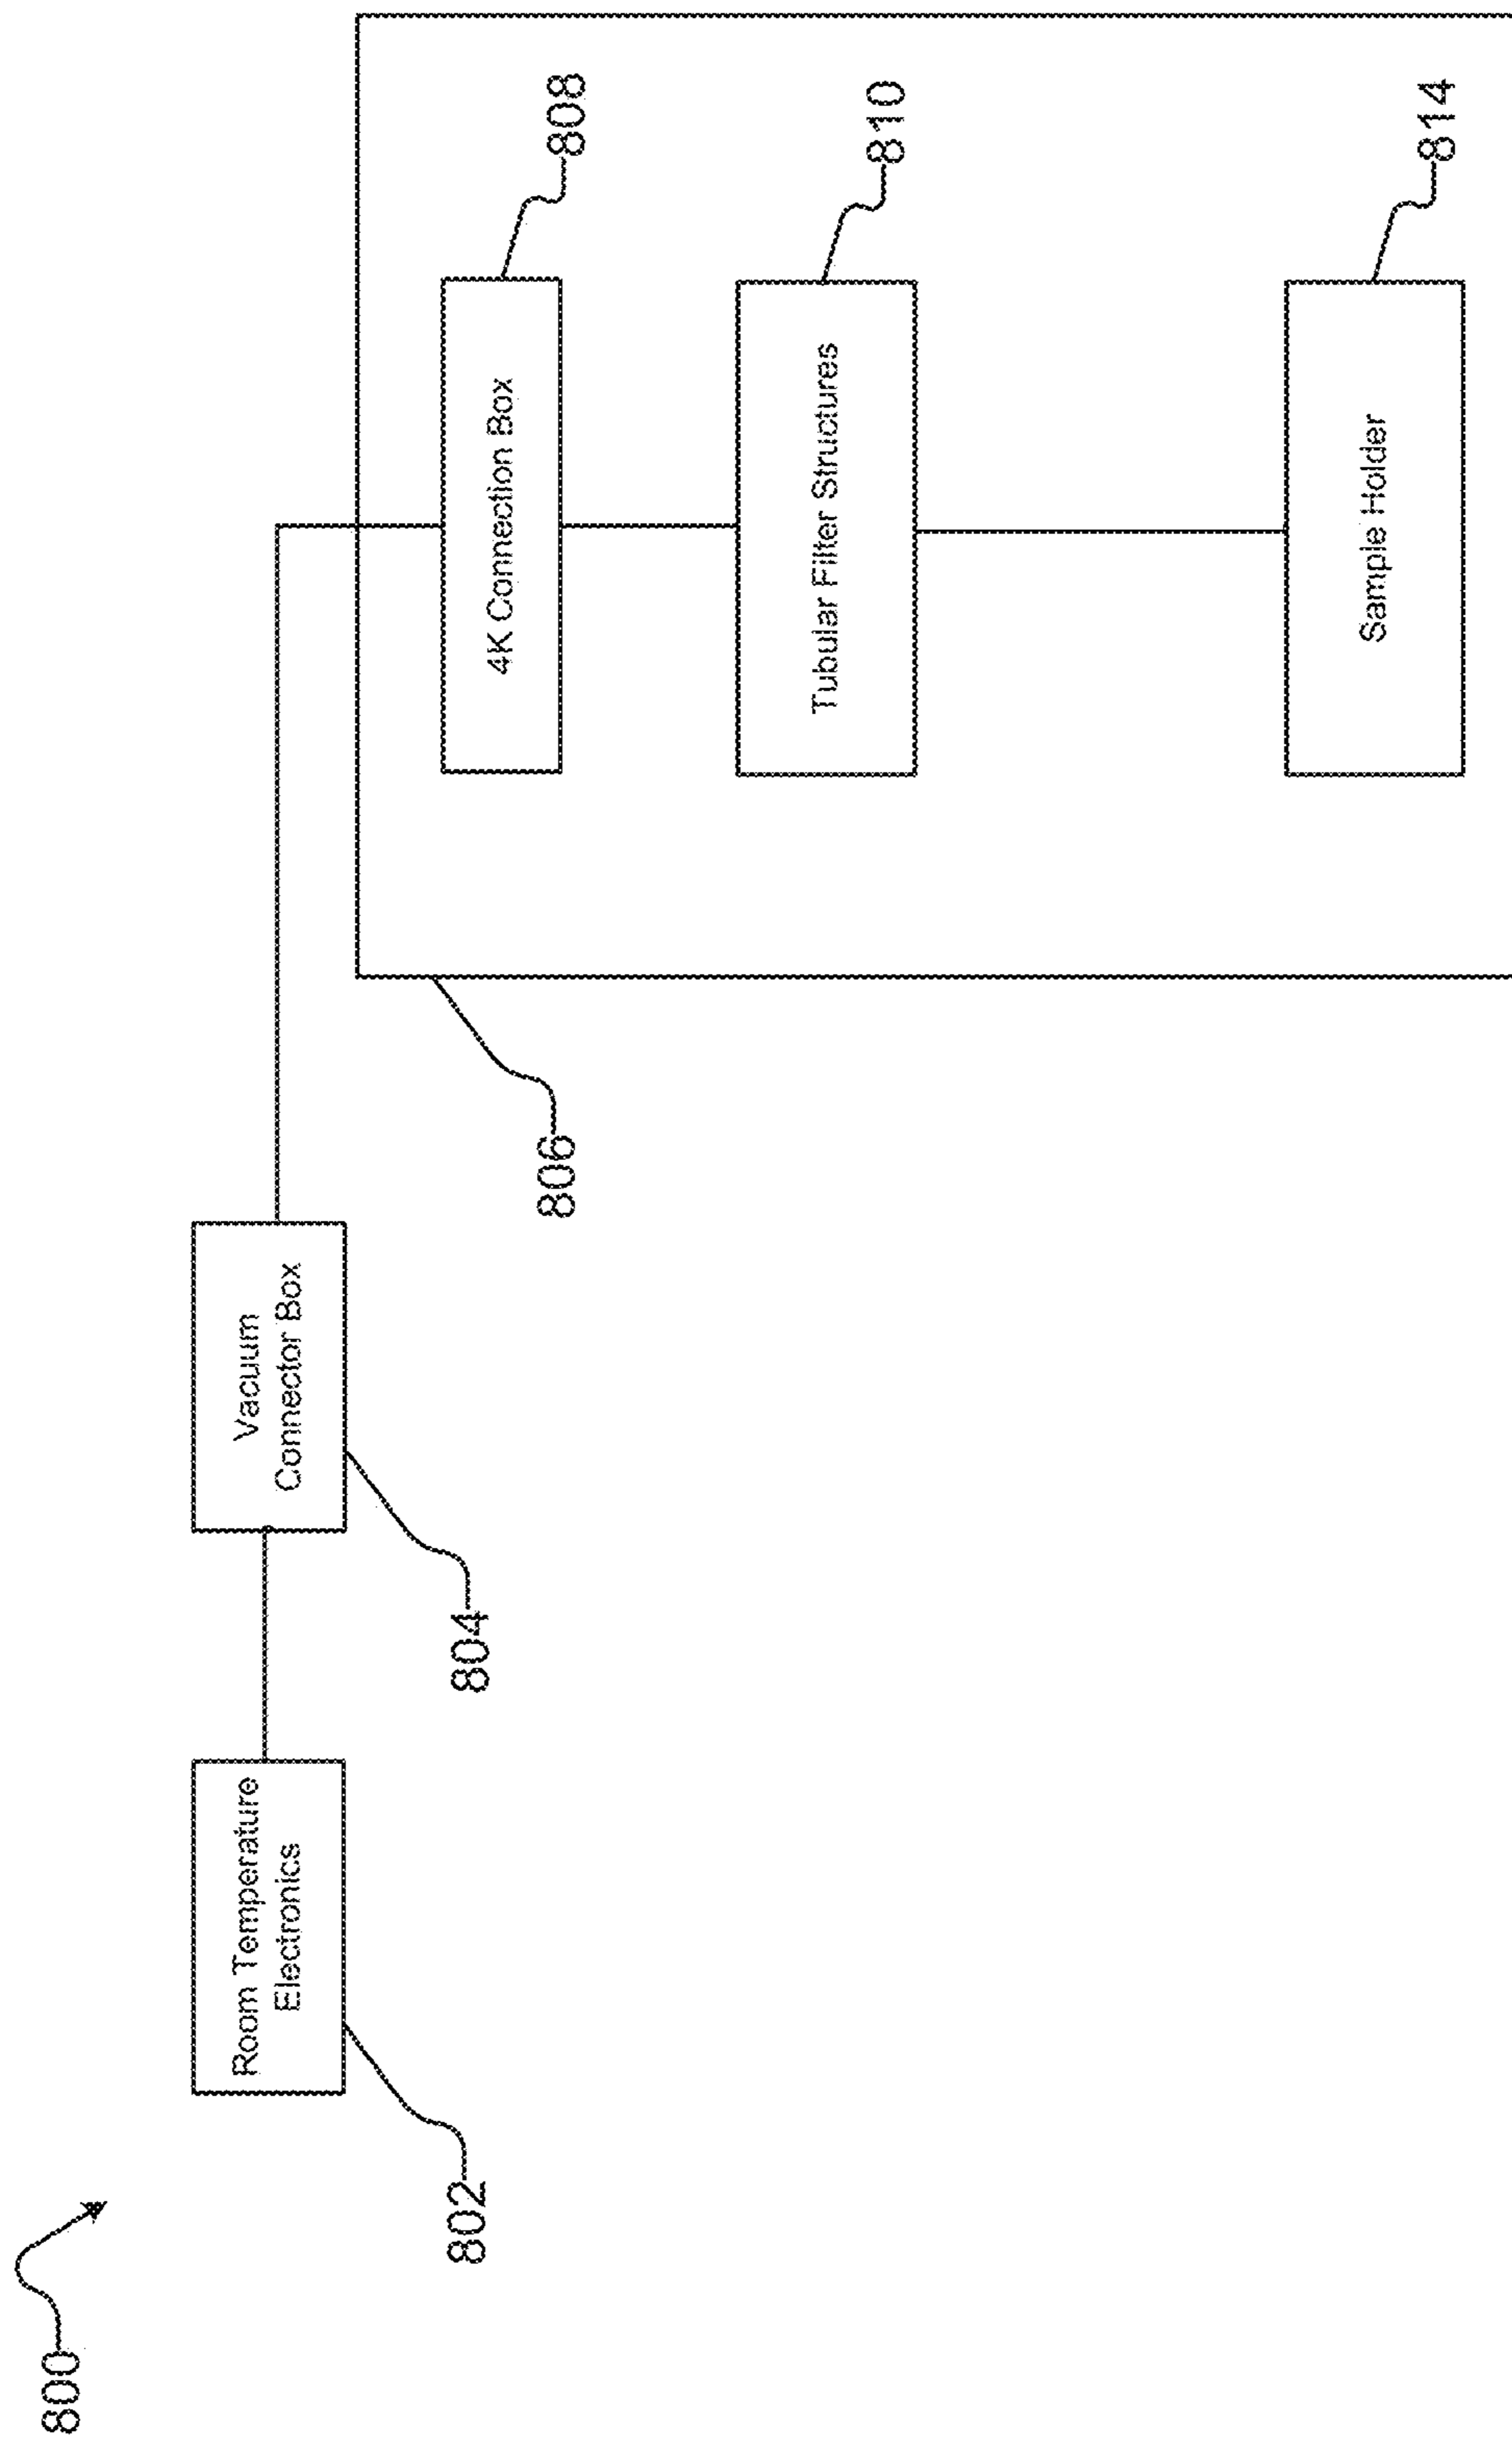 800
Room Temperature
Electronics
802
Vacuum
Connector Box
804
806
4K Connection Box
808
Tubular Filter Structures
810
Sample Holder
814